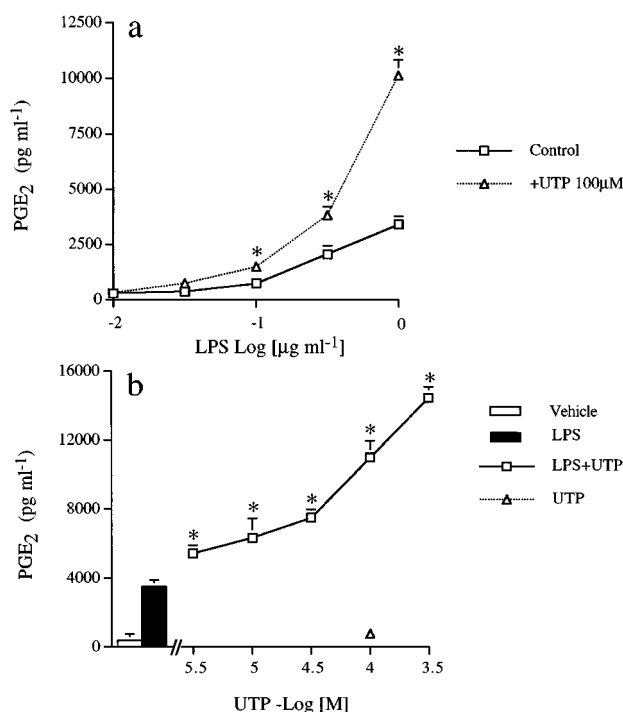 a
*
12500
10000
7500
5000
2500
0
PGE2 (pg ml-1)
*
*
-2
-1
0
LPS Log [µg ml-1]
Control
+UTP 100µM
b
16000
12000
8000
4000
0
PGE2 (pg ml-1)
*
*
*
*
*
5.5
5
4.5
4
3.5
UTP -Log [M]
Vehicle
LPS
LPS+UTP
UTP